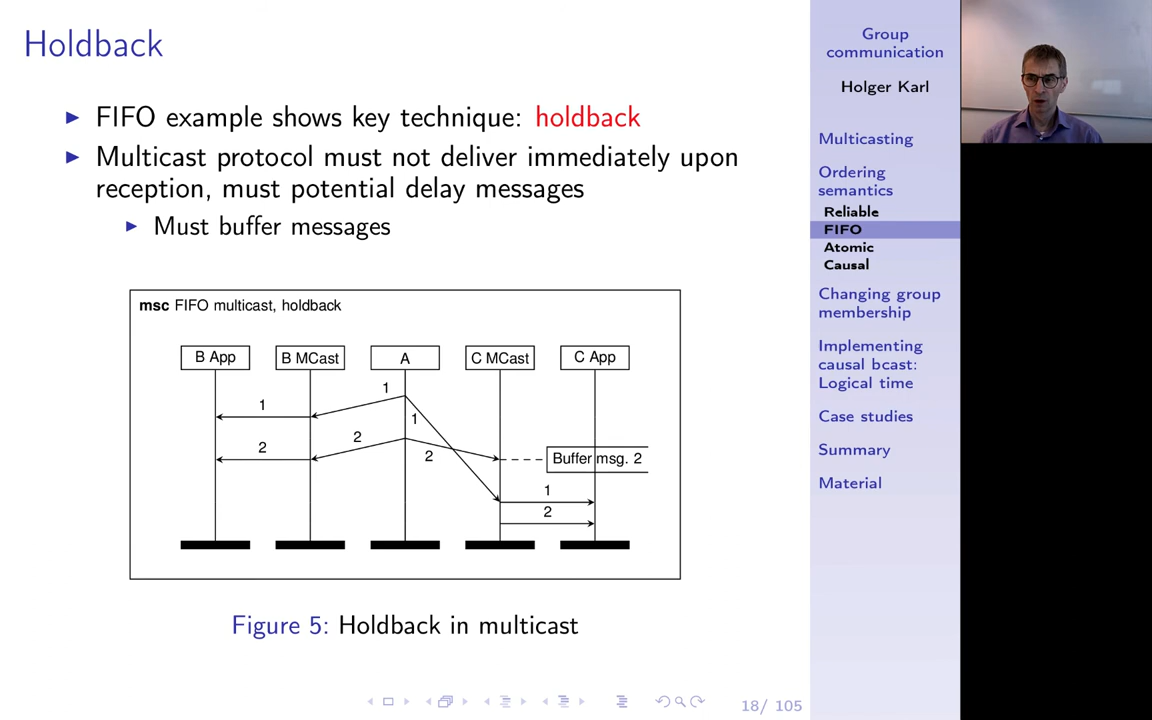 Holdback
FIFO example shows key technique: holdback
Multicast protocol must not deliver immediately upon
reception, must potential delay messages
Must buffer messages
msc FIFO multicast, holdback
B App
B MCast
A
C MCast
C App
1
1
1
2
2
2
Buffer msg. 2
1
2
Figure 5: Holdback in multicast
18/ 105
Group
communication
Holger Karl
Multicasting
Ordering
semantics
Reliable
FIFO
Atomic
Causal
Changing group
membership
Implementing
causal bcast:
Logical time
Case studies
Summary
Material